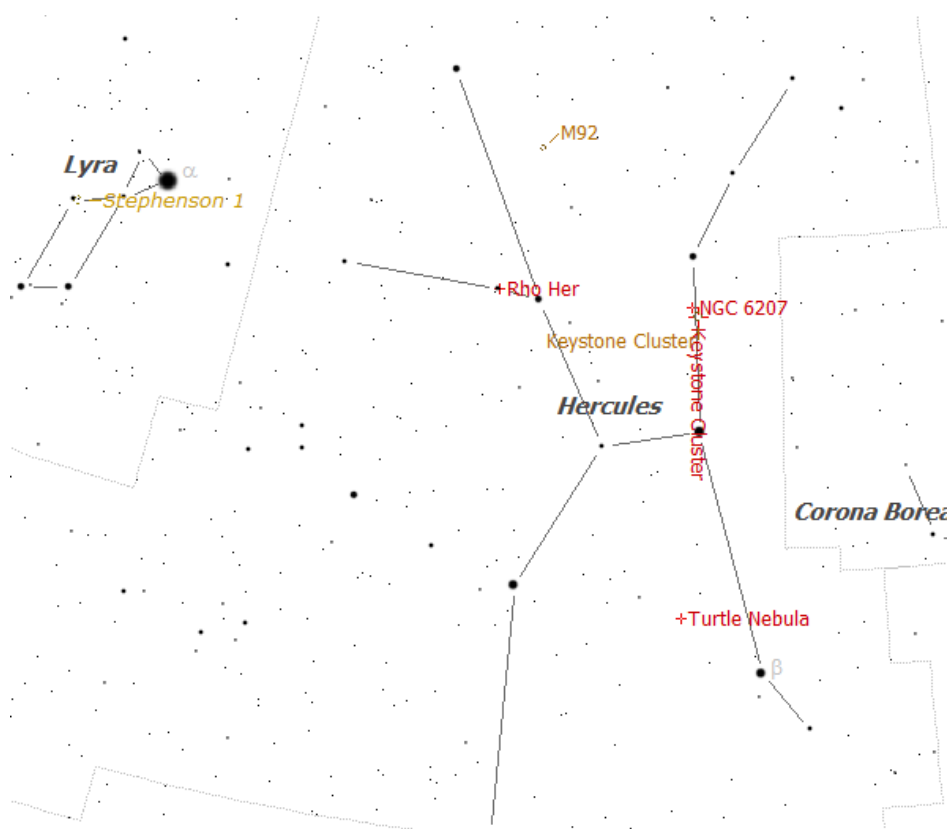 M92
Lyra
α
Stephenson 1
Rho Her
NGC 6207
Keystone Cluster
Keystone Cluster
Hercules
Corona Borea
Turtle Nebula
β